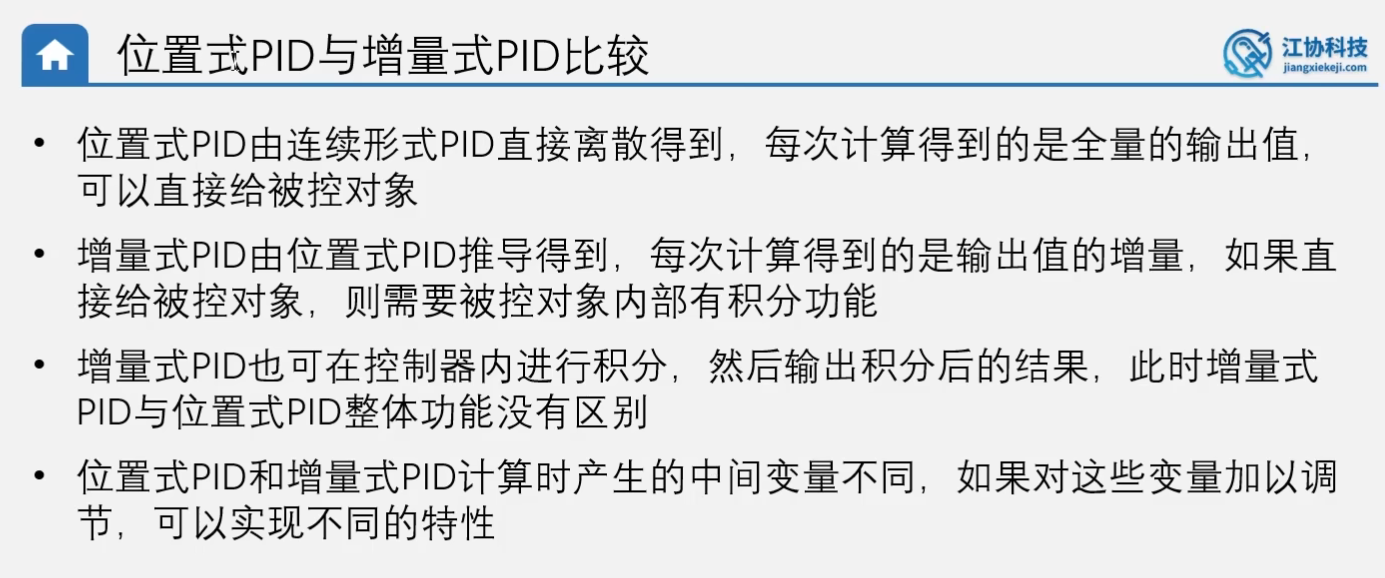 位置式PID与增量式PID比较
江协科技
jiangxiekeji.com
• 位置式PID由连续形式PID直接离散得到，每次计算得到的是全量的输出值，
可以直接给被控对象
• 增量式PID由位置式PID推导得到，每次计算得到的是输出值的增量，如果直
接给被控对象，则需要被控对象内部有积分功能
• 增量式PID也可在控制器内进行积分，然后输出积分后的结果，此时增量式
PID与位置式PID整体功能没有区别
• 位置式PID和增量式PID计算时产生的中间变量不同，如果对这些变量加以调
节，可以实现不同的特性